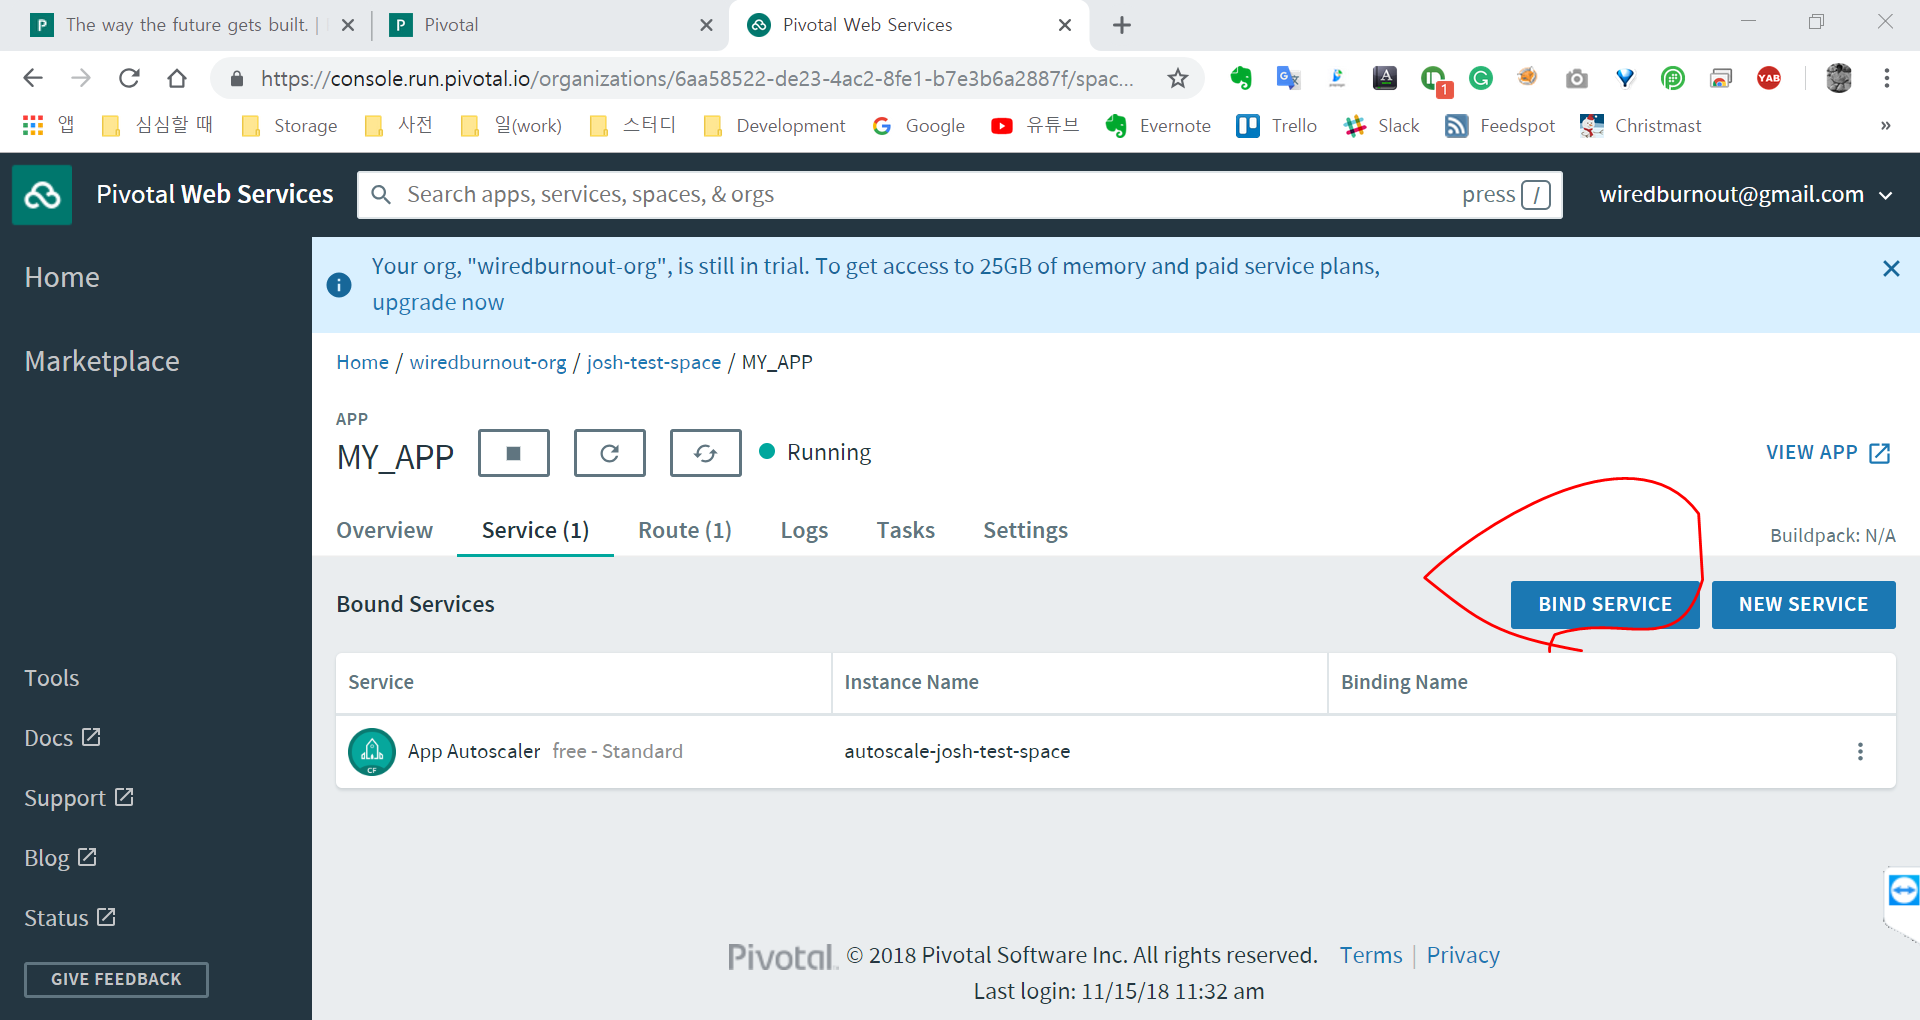 The way the future gets built. |
Pivotal
Pivotal Web Services
https://console.run.pivotal.io/organizations/6aa58522-de23-4ac2-8fe1-b7e3b6a2887f/spac...
A
1
YAB
앱
심심할 때
Storage
사전
일(work)
스터디
Development
Google
유튜브
Evernote
Trello
Slack
Feedspot
Christmast
»
Pivotal Web Services
Search apps, services, spaces, & orgs
press /
wiredburnout@gmail.com
Home
Marketplace
Tools
Docs
Support
Blog
Status
GIVE FEEDBACK
Your org, "wiredburnout-org", is still in trial. To get access to 25GB of memory and paid service plans,
upgrade now
Home / wiredburnout-org / josh-test-space / MY_APP
APP
MY_APP
Running
VIEW APP
Overview
Service (1)
Route (1)
Logs
Tasks
Settings
Buildpack: N/A
Bound Services
BIND SERVICE
NEW SERVICE
Service
Instance Name
Binding Name
CF
App Autoscaler free - Standard
autoscale-josh-test-space
Pivotal. © 2018 Pivotal Software Inc. All rights reserved. Terms | Privacy
Last login: 11/15/18 11:32 am